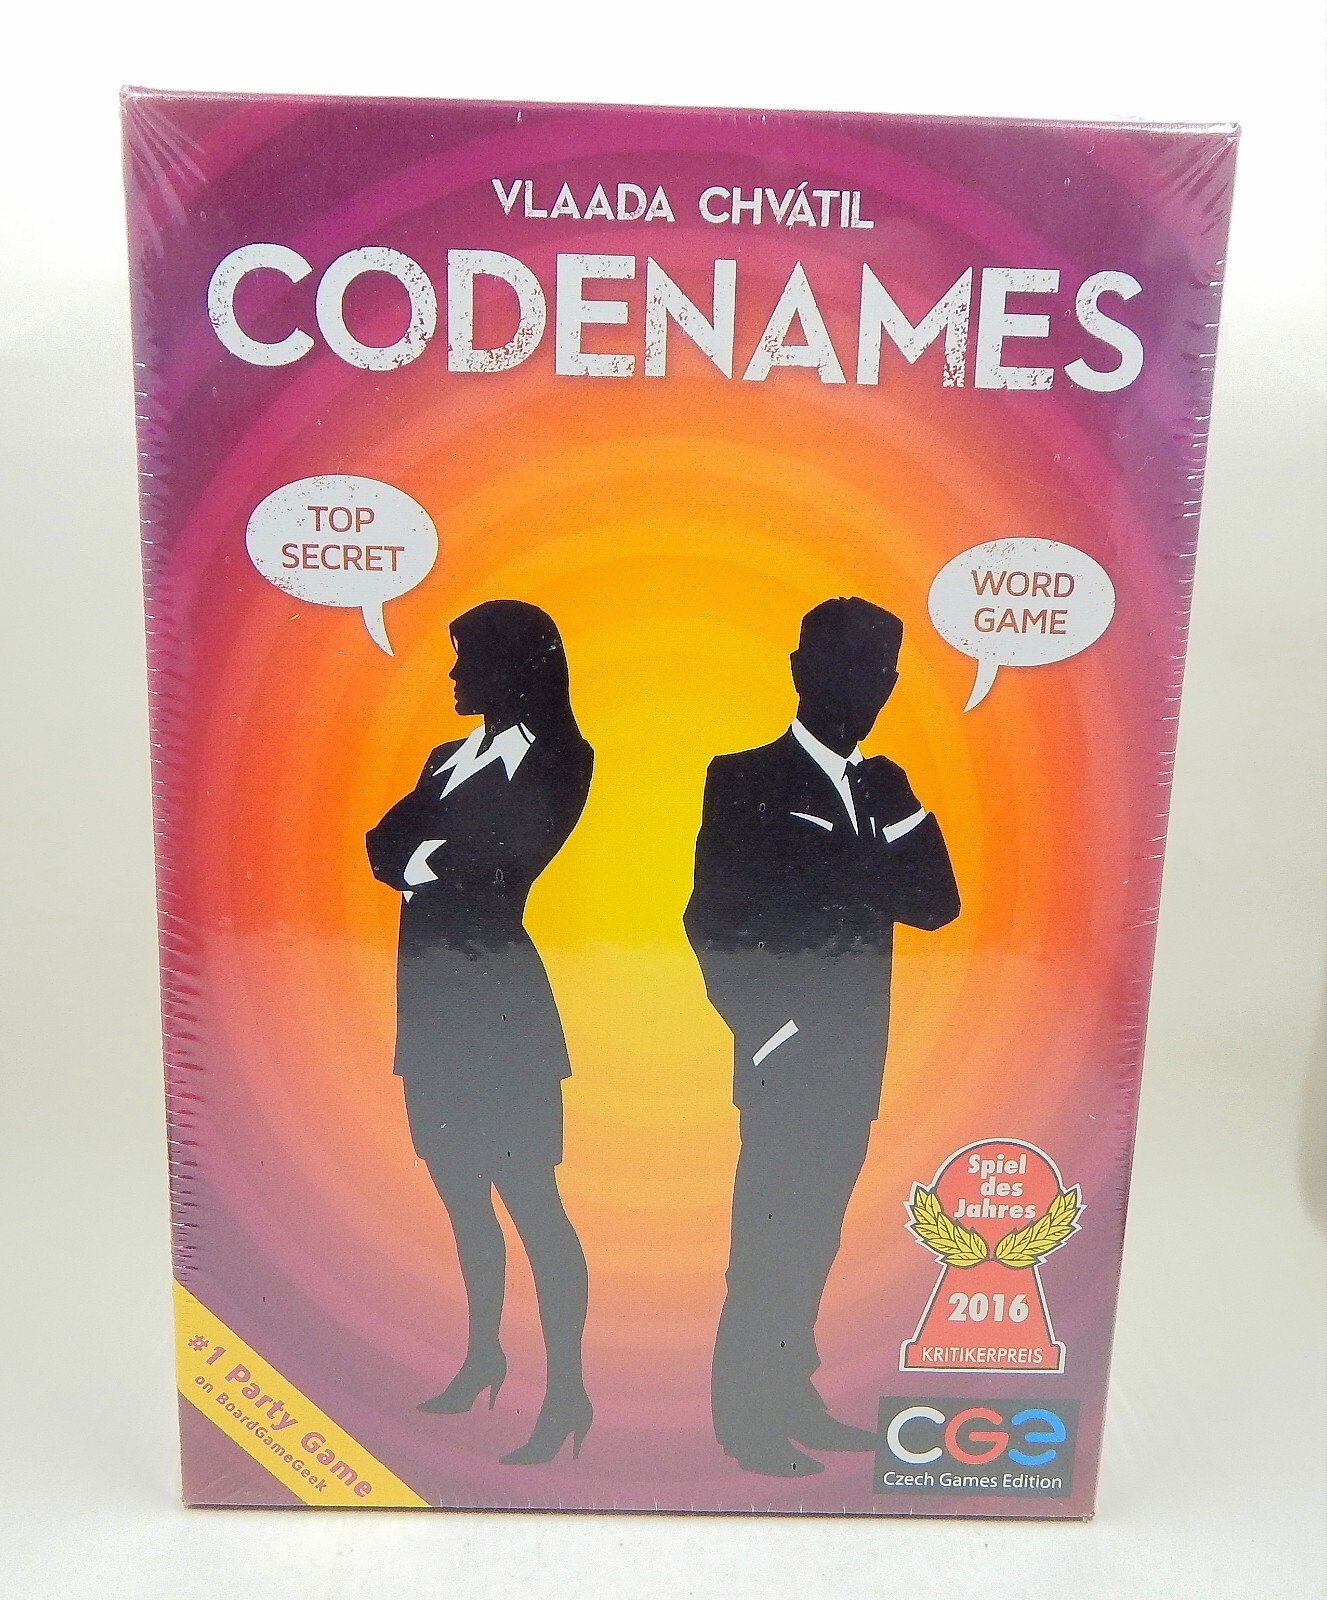 VLAADA CHVÁTIL
CODENAMES
TOP
SECRET
WORD
GAME
Spiel
des
Jahres
2016
KRITIKERPREIS
#1 Party Game
on BoardGameGeek
CGE
Czech Games Edition